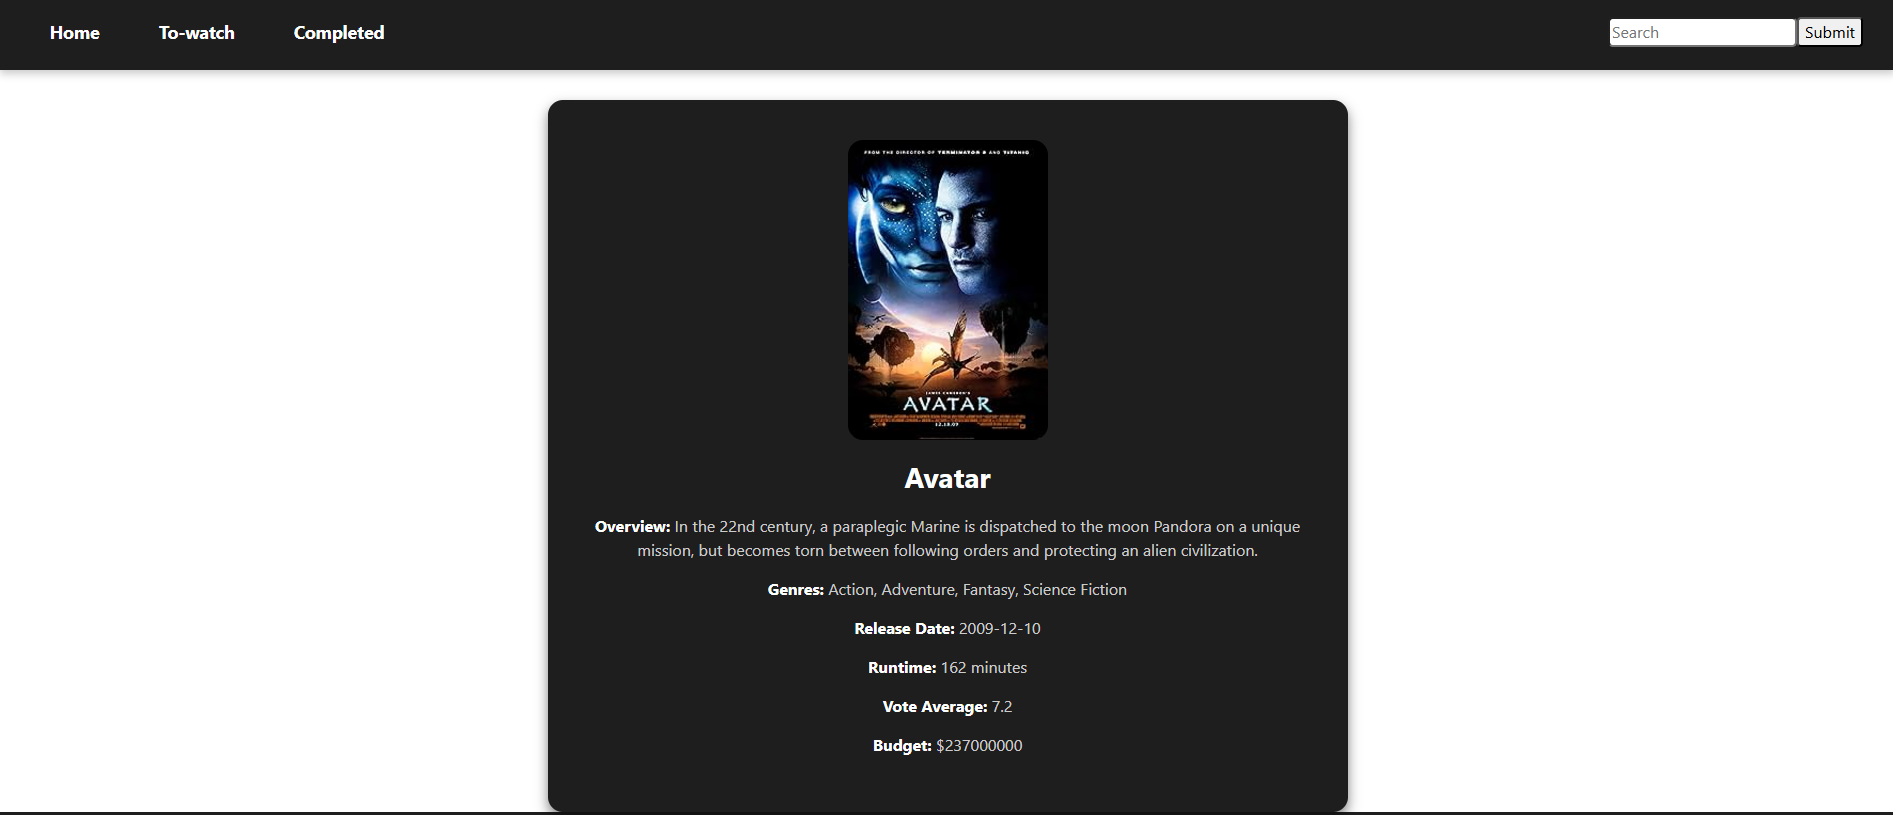 Home To-watch Completed Search Submit
FROM THE DIRECTOR OF TERMINATOR 2 AND TITANIC
JAMES CAMERON'S
AVATAR
12.18.09
Avatar
Overview: In the 22nd century, a paraplegic Marine is dispatched to the moon Pandora on a unique
mission, but becomes torn between following orders and protecting an alien civilization.
Genres: Action, Adventure, Fantasy, Science Fiction
Release Date: 2009-12-10
Runtime: 162 minutes
Vote Average: 7.2
Budget: $237000000